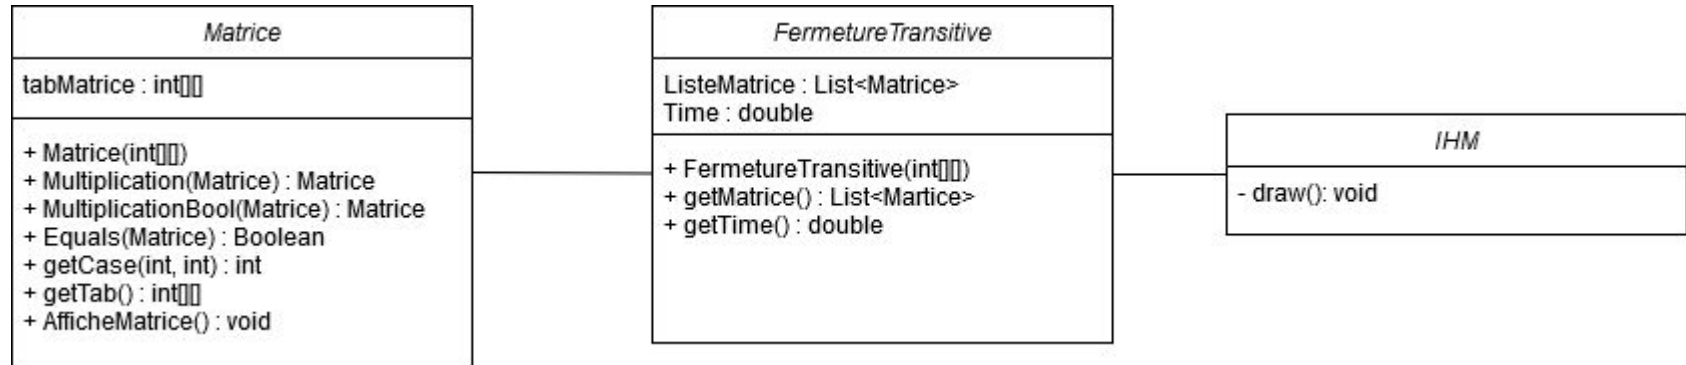 Matrice
tabMatrice : int[][]
+ Matrice(int[][])
+ Multiplication(Matrice) : Matrice
+ MultiplicationBool(Matrice) : Matrice
+ Equals(Matrice) : Boolean
+ getCase(int, int) : int
+ getTab() : int[][]
+ AfficheMatrice() : void
FermetureTransitive
ListeMatrice : List<Matrice>
Time : double
+ FermetureTransitive(int[][])
+ getMatrice() : List<Martice>
+ getTime() : double
IHM
- draw(): void